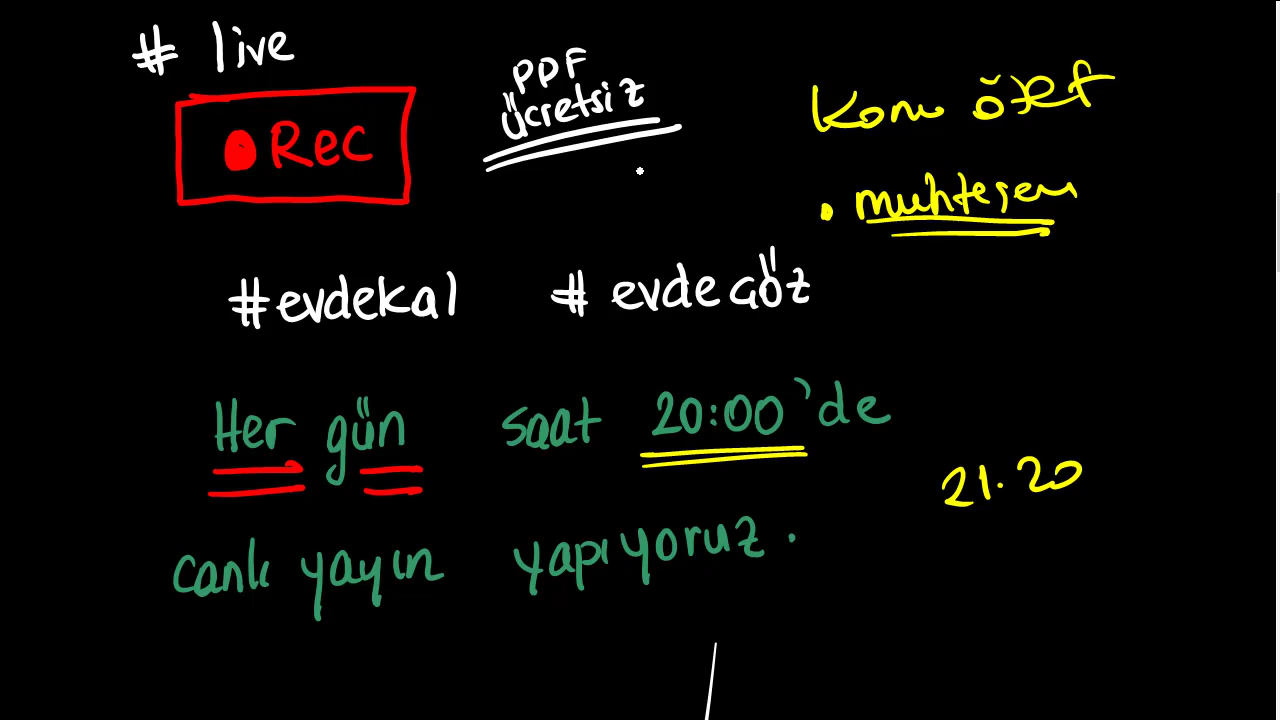 # live
Rec
PDF
ücretsiz
Konu özet
• muhteşem
#evdekal # evdegöz
Her gün saat 20:00'de
21.20
canlı yayın yapıyoruz.